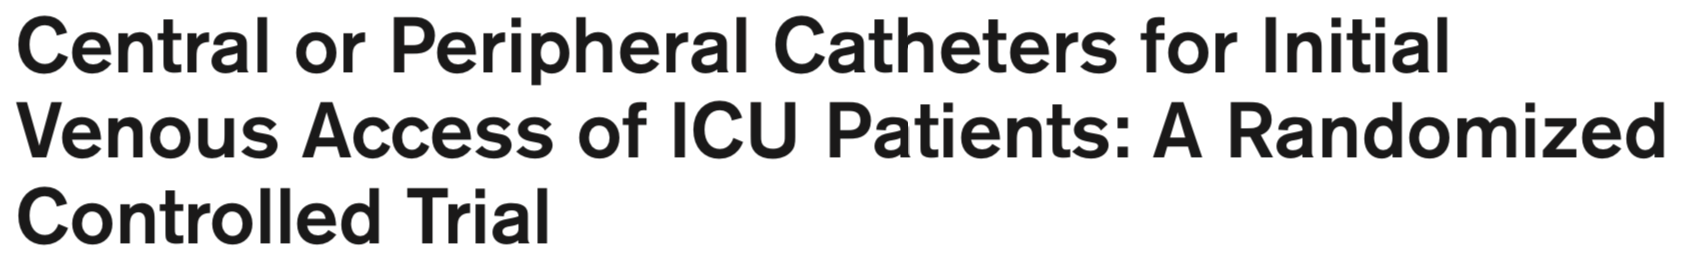 Central or Peripheral Catheters for Initial
Venous Access of ICU Patients: A Randomized
Controlled Trial